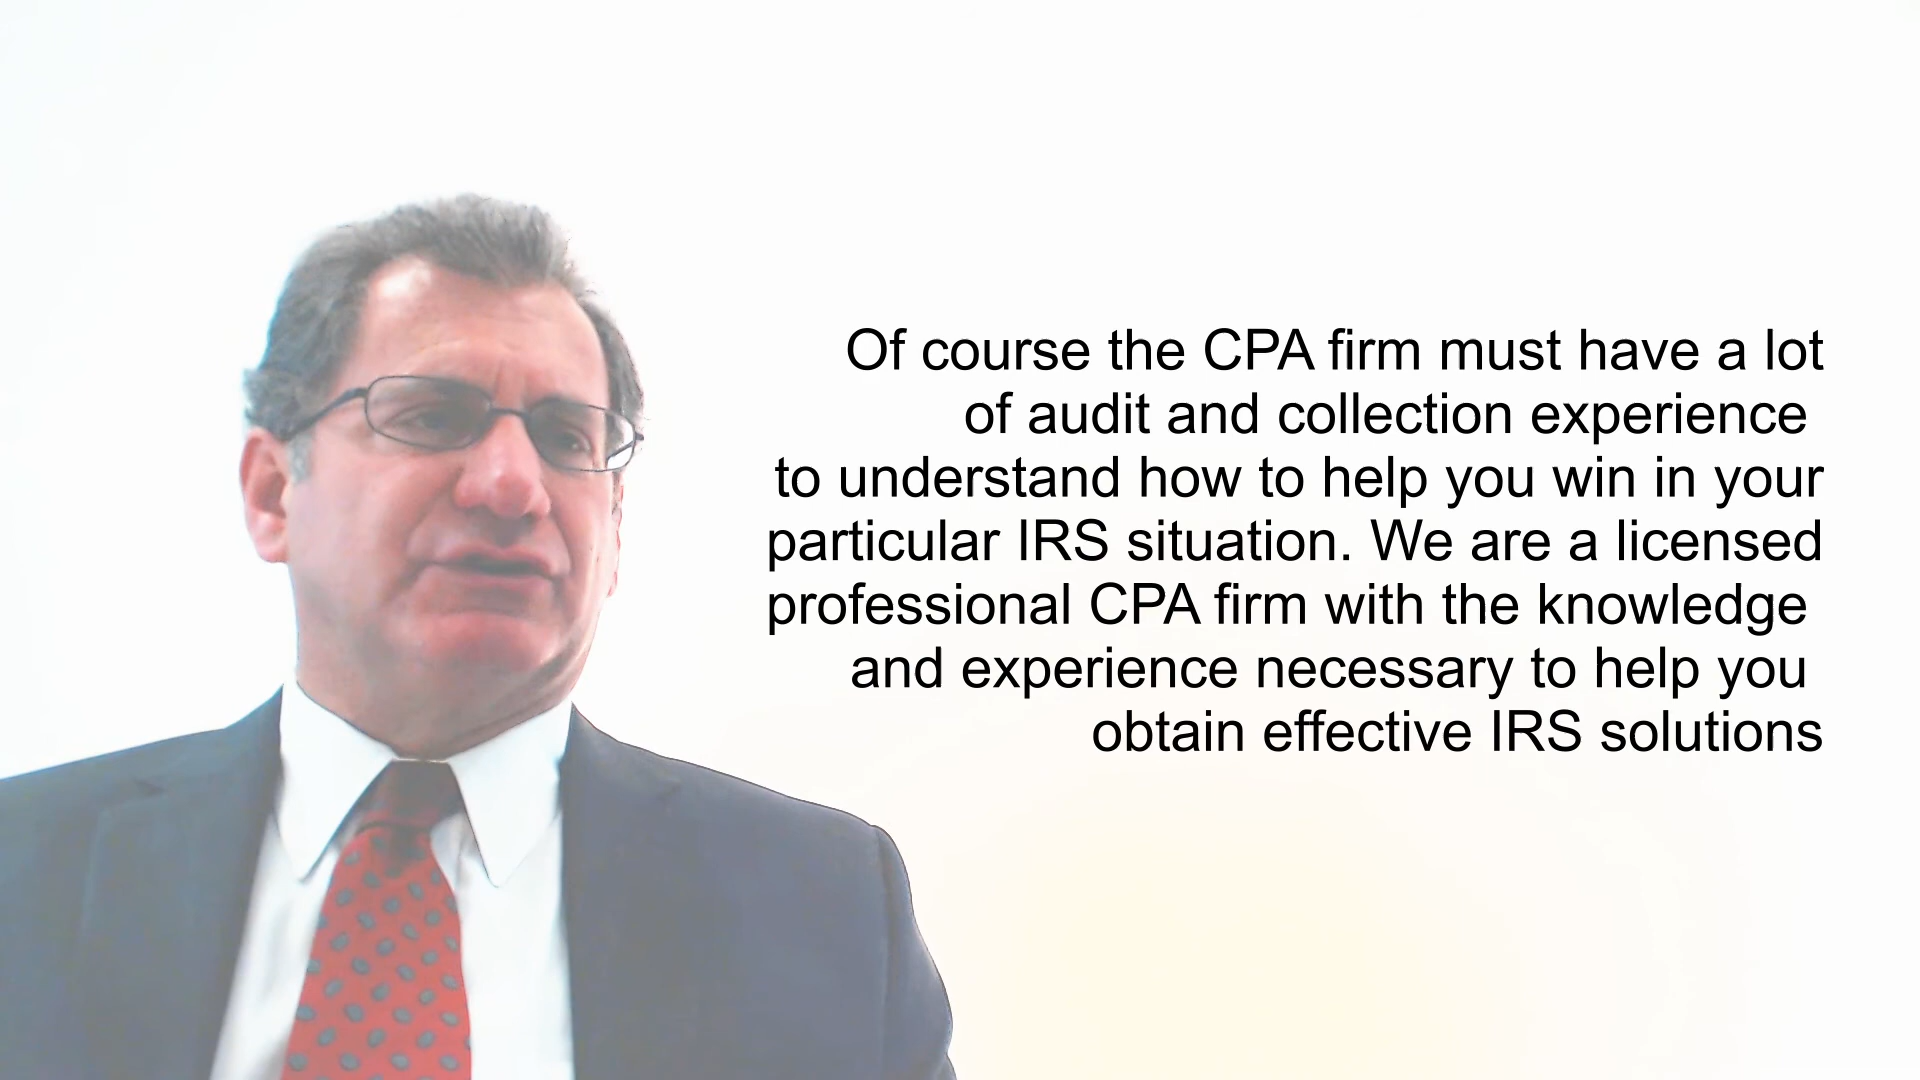 Of course the CPA firm must have a lot
of audit and collection experience
to understand how to help you win in your
particular IRS situation. We are a licensed
professional CPA firm with the knowledge
and experience necessary to help you
obtain effective IRS solutions